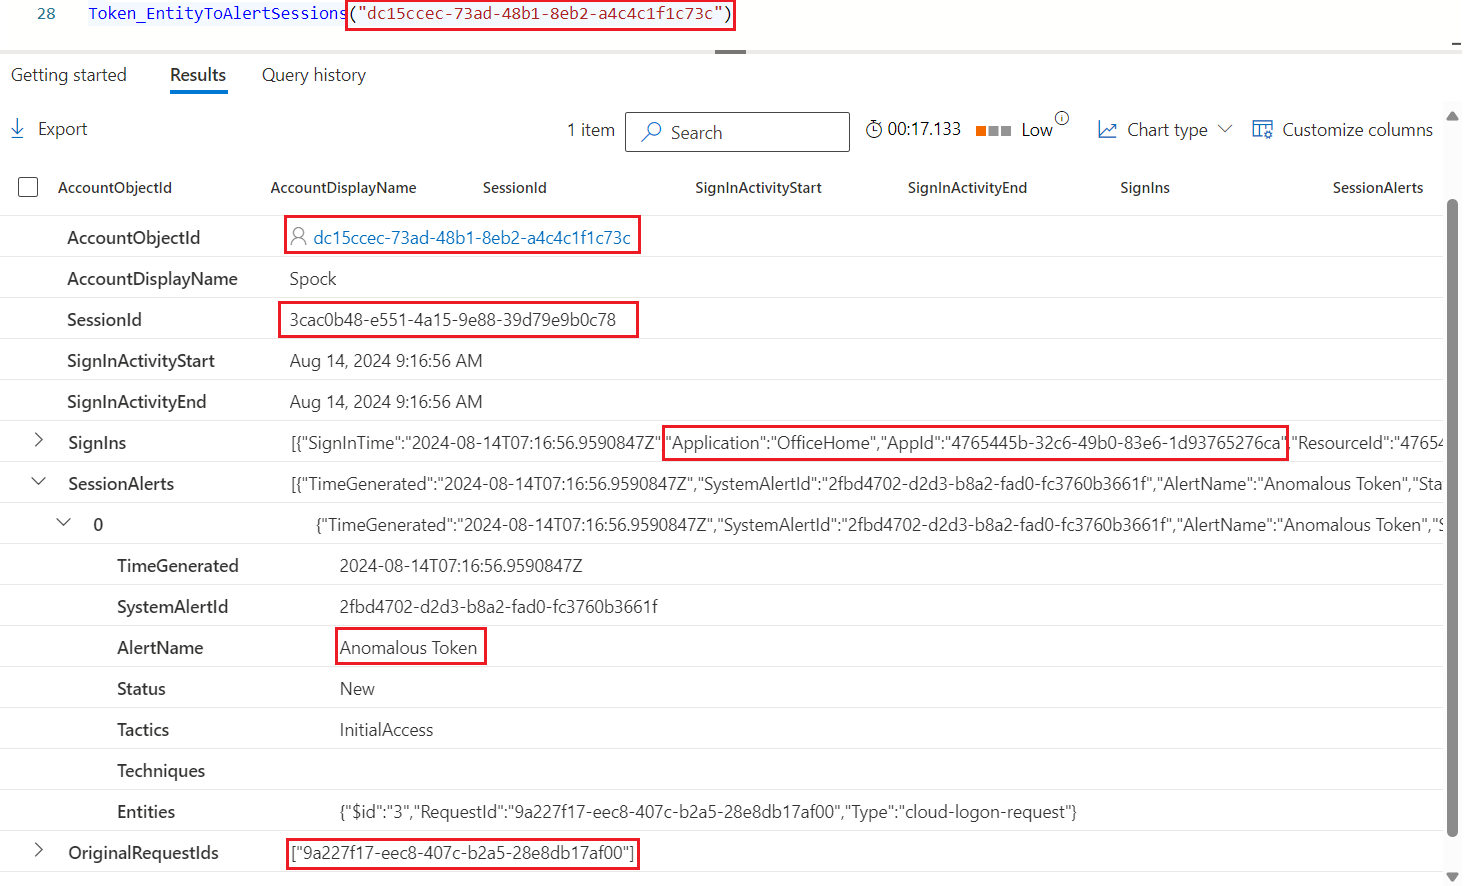 28 Token_EntityToAlertSessions("dc15ccec-73ad-48b1-8eb2-a4c4c1f1c73c")
Getting started Results Query history
Export 1 item Search 00:17.133 Low Chart type Customize columns
AccountObjectId AccountDisplayName SessionId SignInActivityStart SignInActivityEnd SignIns SessionAlerts
AccountObjectId dc15ccec-73ad-48b1-8eb2-a4c4c1f1c73c
AccountDisplayName Spock
SessionId 3cac0b48-e551-4a15-9e88-39d79e9b0c78
SignInActivityStart Aug 14, 2024 9:16:56 AM
SignInActivityEnd Aug 14, 2024 9:16:56 AM
SignIns [{"SignInTime":"2024-08-14T07:16:56.9590847Z","Application":"OfficeHome","AppId":"4765445b-32c6-49b0-83e6-1d93765276ca","ResourceId":"47654
SessionAlerts [{"TimeGenerated":"2024-08-14T07:16:56.9590847Z","SystemAlertId":"2fbd4702-d2d3-b8a2-fad0-fc3760b3661f","AlertName":"Anomalous Token","Sta
0 {"TimeGenerated":"2024-08-14T07:16:56.9590847Z","SystemAlertId":"2fbd4702-d2d3-b8a2-fad0-fc3760b3661f","AlertName":"Anomalous Token","S
TimeGenerated 2024-08-14T07:16:56.9590847Z
SystemAlertId 2fbd4702-d2d3-b8a2-fad0-fc3760b3661f
AlertName Anomalous Token
Status New
Tactics InitialAccess
Techniques
Entities {"$id":"3","RequestId":"9a227f17-eec8-407c-b2a5-28e8db17af00","Type":"cloud-logon-request"}
OriginalRequestIds ["9a227f17-eec8-407c-b2a5-28e8db17af00"]